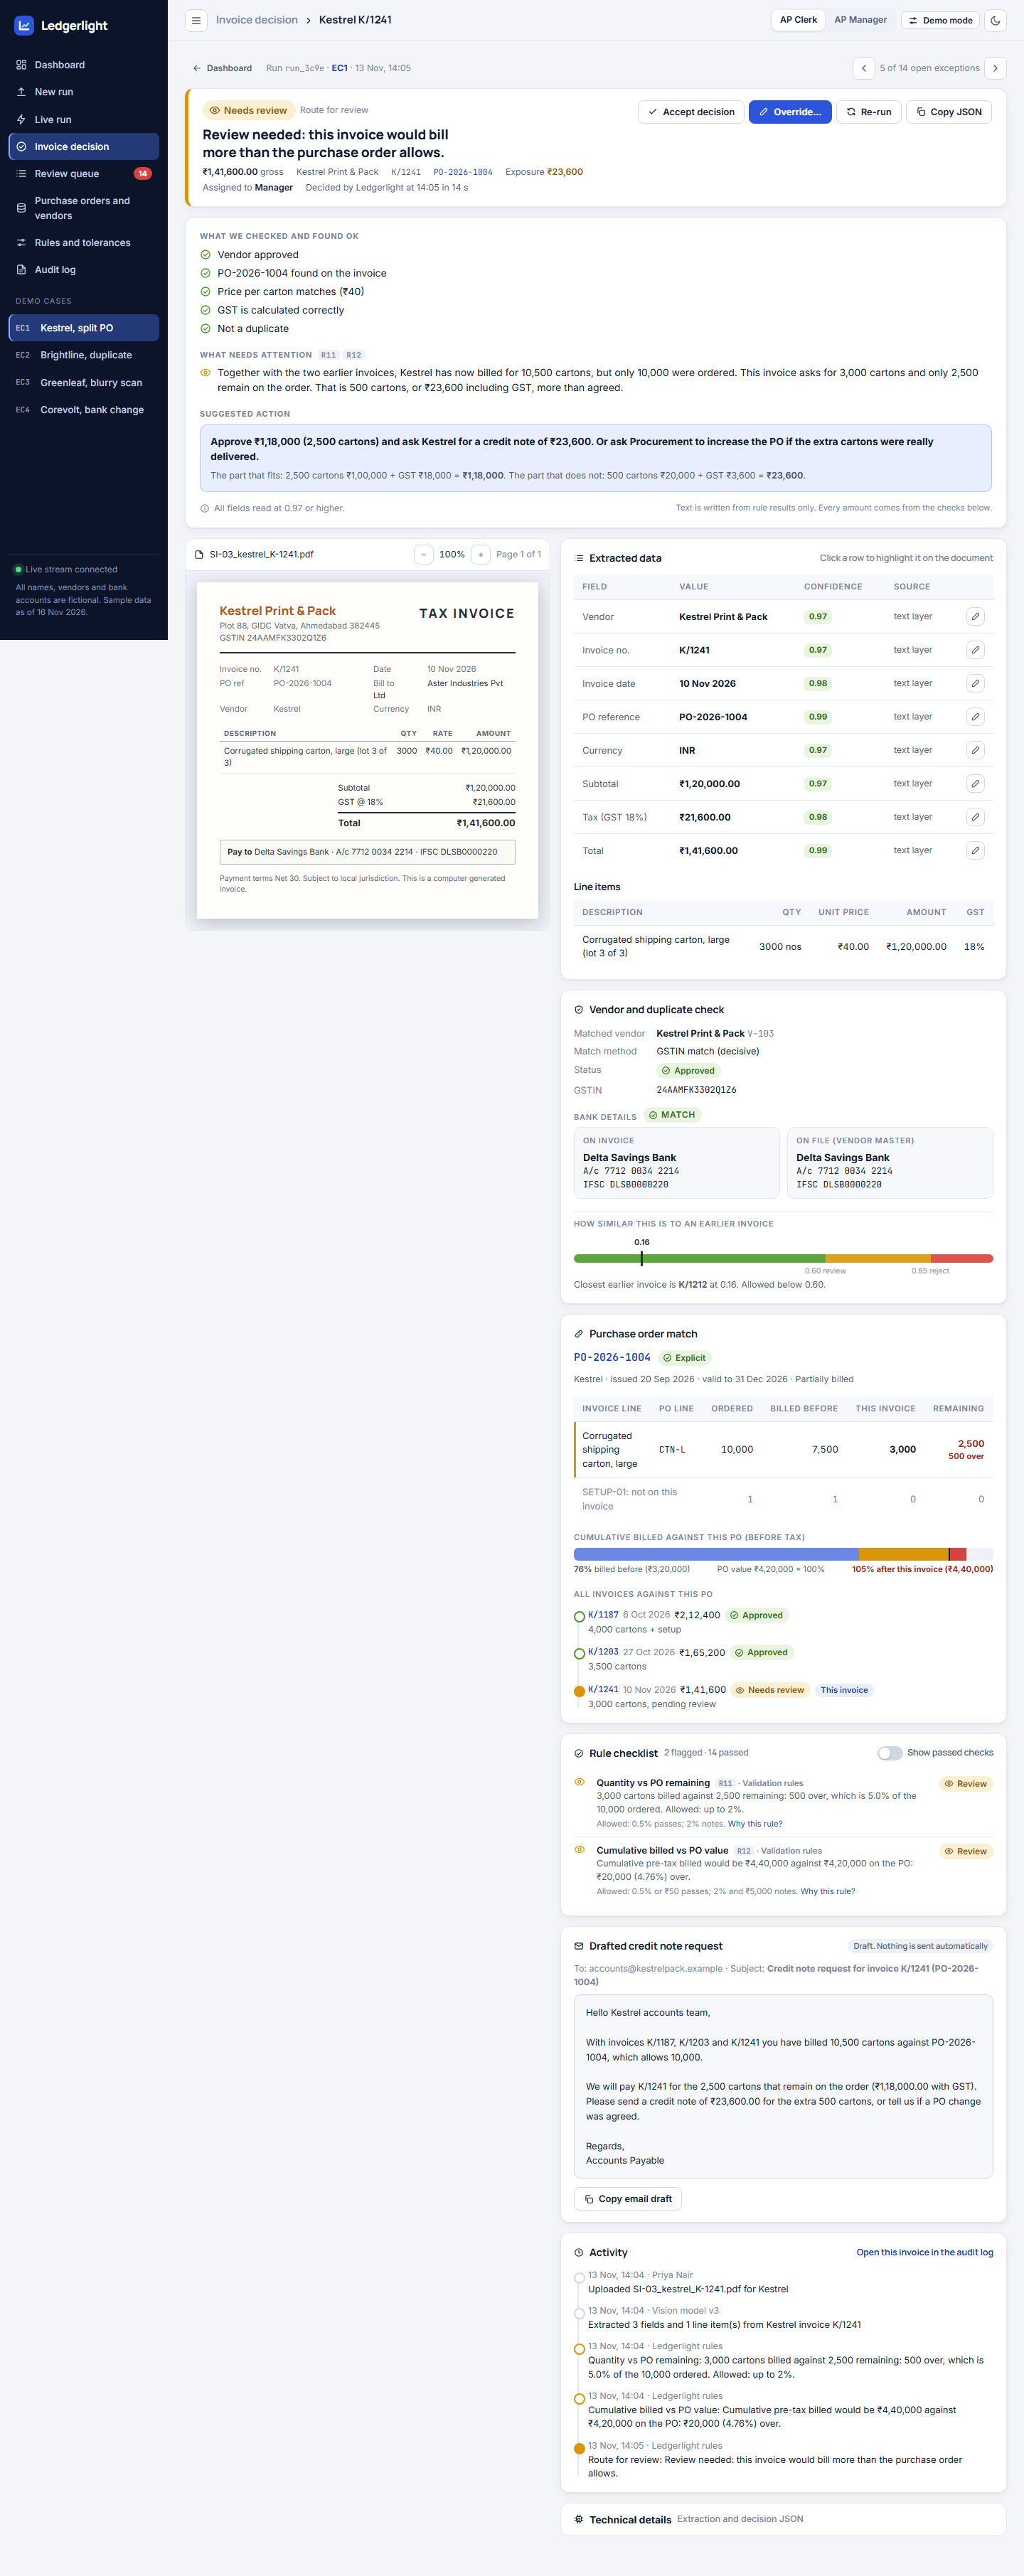 Ledgerlight
Dashboard
New run
Live run
Invoice decision
Review queue 14
Purchase orders and
vendors
Rules and tolerances
Audit log
DEMO CASES
EC1 Kestrel, split PO
EC2 Brightline, duplicate
EC3 Greenleaf, blurry scan
EC4 Corevolt, bank change
Live stream connected
All names, vendors and bank
accounts are fictional. Sample data
as of 16 Nov 2026.
Invoice decision › Kestrel K/1241
AP Clerk AP Manager Demo mode
← Dashboard Run run_3c9e · EC1 · 13 Nov, 14:05
5 of 14 open exceptions
Needs review Route for review
Accept decision Override... Re-run Copy JSON
Review needed: this invoice would bill
more than the purchase order allows.
₹1,41,600.00 gross Kestrel Print & Pack K/1241 PO-2026-1004 Exposure ₹23,600
Assigned to Manager Decided by Ledgerlight at 14:05 in 14 s
WHAT WE CHECKED AND FOUND OK
Vendor approved
PO-2026-1004 found on the invoice
Price per carton matches (₹40)
GST is calculated correctly
Not a duplicate
WHAT NEEDS ATTENTION R11 R12
Together with the two earlier invoices, Kestrel has now billed for 10,500 cartons, but only 10,000 were ordered. This invoice asks for 3,000 cartons and only 2,500
remain on the order. That is 500 cartons, or ₹23,600 including GST, more than agreed.
SUGGESTED ACTION
Approve ₹1,18,000 (2,500 cartons) and ask Kestrel for a credit note of ₹23,600. Or ask Procurement to increase the PO if the extra cartons were really
delivered.
The part that fits: 2,500 cartons ₹1,00,000 + GST ₹18,000 = ₹1,18,000. The part that does not: 500 cartons ₹20,000 + GST ₹3,600 = ₹23,600.
All fields read at 0.97 or higher.
Text is written from rule results only. Every amount comes from the checks below.
SI-03_kestrel_K-1241.pdf − 100% + Page 1 of 1
Kestrel Print & Pack TAX INVOICE
Plot 88, GIDC Vatva, Ahmedabad 382445
GSTIN 24AAMFK3302Q1Z6
Invoice no. K/1241 Date 10 Nov 2026
PO ref PO-2026-1004 Bill to Aster Industries Pvt
Ltd
Vendor Kestrel Currency INR
DESCRIPTION QTY RATE AMOUNT
Corrugated shipping carton, large (lot 3 of 3000 ₹40.00 ₹1,20,000.00
3)
Subtotal ₹1,20,000.00
GST @ 18% ₹21,600.00
Total ₹1,41,600.00
Pay to Delta Savings Bank · A/c 7712 0034 2214 · IFSC DLSB0000220
Payment terms Net 30. Subject to local jurisdiction. This is a computer generated
invoice.
Extracted data Click a row to highlight it on the document
FIELD VALUE CONFIDENCE SOURCE
Vendor Kestrel Print & Pack 0.97 text layer
Invoice no. K/1241 0.97 text layer
Invoice date 10 Nov 2026 0.98 text layer
PO reference PO-2026-1004 0.99 text layer
Currency INR 0.97 text layer
Subtotal ₹1,20,000.00 0.97 text layer
Tax (GST 18%) ₹21,600.00 0.98 text layer
Total ₹1,41,600.00 0.99 text layer
Line items
DESCRIPTION QTY UNIT PRICE AMOUNT GST
Corrugated shipping carton, large
(lot 3 of 3) 3000 nos ₹40.00 ₹1,20,000.00 18%
Vendor and duplicate check
Matched vendor Kestrel Print & Pack V-103
Match method GSTIN match (decisive)
Status Approved
GSTIN 24AAMFK3302Q1Z6
BANK DETAILS MATCH
ON INVOICE
Delta Savings Bank
A/c 7712 0034 2214
IFSC DLSB0000220
ON FILE (VENDOR MASTER)
Delta Savings Bank
A/c 7712 0034 2214
IFSC DLSB0000220
HOW SIMILAR THIS IS TO AN EARLIER INVOICE
0.16
0.60 review 0.85 reject
Closest earlier invoice is K/1212 at 0.16. Allowed below 0.60.
Purchase order match
PO-2026-1004 Explicit
Kestrel · issued 20 Sep 2026 · valid to 31 Dec 2026 · Partially billed
INVOICE LINE PO LINE ORDERED BILLED BEFORE THIS INVOICE REMAINING
Corrugated
shipping
carton, large CTN-L 10,000 7,500 3,000 2,500
500 over
SETUP-01: not on this
invoice 1 1 0 0
CUMULATIVE BILLED AGAINST THIS PO (BEFORE TAX)
76% billed before (₹3,20,000) PO value ₹4,20,000 = 100% 105% after this invoice (₹4,40,000)
ALL INVOICES AGAINST THIS PO
K/1187 6 Oct 2026 ₹2,12,400 Approved
4,000 cartons + setup
K/1203 27 Oct 2026 ₹1,65,200 Approved
3,500 cartons
K/1241 10 Nov 2026 ₹1,41,600 Needs review This invoice
3,000 cartons, pending review
Rule checklist 2 flagged · 14 passed Show passed checks
Quantity vs PO remaining R11 · Validation rules Review
3,000 cartons billed against 2,500 remaining: 500 over, which is 5.0% of the
10,000 ordered. Allowed: up to 2%.
Allowed: 0.5% passes; 2% notes. Why this rule?
Cumulative billed vs PO value R12 · Validation rules Review
Cumulative pre-tax billed would be ₹4,40,000 against ₹4,20,000 on the PO:
₹20,000 (4.76%) over.
Allowed: 0.5% or ₹50 passes; 2% and ₹5,000 notes. Why this rule?
Drafted credit note request Draft. Nothing is sent automatically
To: accounts@kestrelpack.example · Subject: Credit note request for invoice K/1241 (PO-2026-
1004)
Hello Kestrel accounts team,
With invoices K/1187, K/1203 and K/1241 you have billed 10,500 cartons against PO-2026-
1004, which allows 10,000.
We will pay K/1241 for the 2,500 cartons that remain on the order (₹1,18,000.00 with GST).
Please send a credit note of ₹23,600.00 for the extra 500 cartons, or tell us if a PO change
was agreed.
Regards,
Accounts Payable
Copy email draft
Activity Open this invoice in the audit log
13 Nov, 14:04 · Priya Nair
Uploaded SI-03_kestrel_K-1241.pdf for Kestrel
13 Nov, 14:04 · Vision model v3
Extracted 3 fields and 1 line item(s) from Kestrel invoice K/1241
13 Nov, 14:04 · Ledgerlight rules
Quantity vs PO remaining: 3,000 cartons billed against 2,500 remaining: 500 over, which is
5.0% of the 10,000 ordered. Allowed: up to 2%.
13 Nov, 14:04 · Ledgerlight rules
Cumulative billed vs PO value: Cumulative pre-tax billed would be ₹4,40,000 against
₹4,20,000 on the PO: ₹20,000 (4.76%) over.
13 Nov, 14:05 · Ledgerlight rules
Route for review: Review needed: this invoice would bill more than the purchase order
allows.
Technical details Extraction and decision JSON